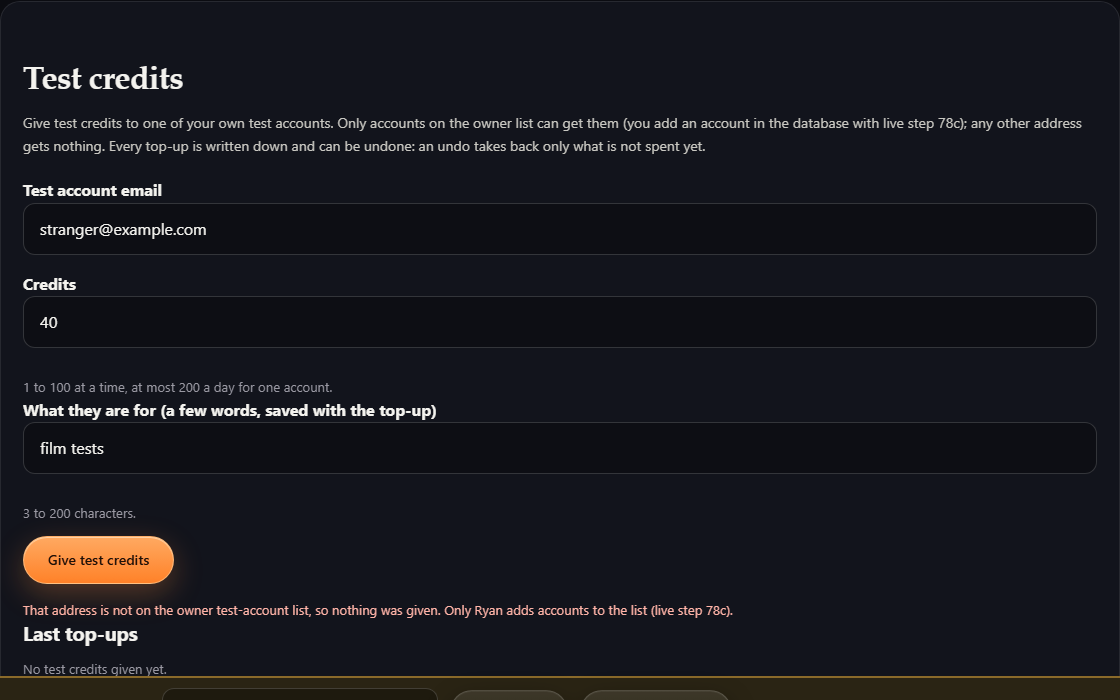 Test credits
Give test credits to one of your own test accounts. Only accounts on the owner list can get them (you add an account in the database with live step 78c); any other address
gets nothing. Every top-up is written down and can be undone: an undo takes back only what is not spent yet.
Test account email
stranger@example.com
Credits
40
1 to 100 at a time, at most 200 a day for one account.
What they are for (a few words, saved with the top-up)
film tests
3 to 200 characters.
Give test credits
That address is not on the owner test-account list, so nothing was given. Only Ryan adds accounts to the list (live step 78c).
Last top-ups
No test credits given yet.